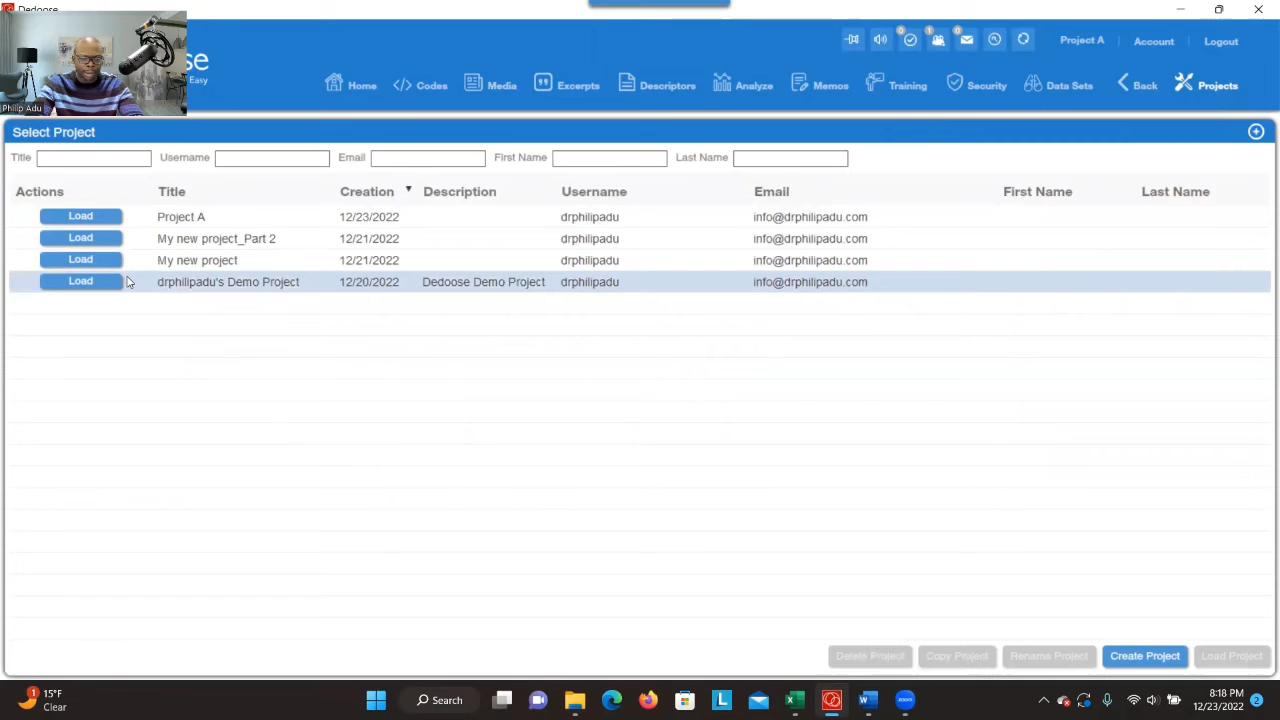 Dedoose
0 1 0
Project A Account Logout
se
Easy
Home Codes Media Excerpts Descriptors Analyze Memos Training Security Data Sets Back Projects
Philip Adu
Select Project
Title Username Email First Name Last Name
Actions Title Creation Description Username Email First Name Last Name
Load Project A 12/23/2022 drphilipadu info@drphilipadu.com
Load My new project_Part 2 12/21/2022 drphilipadu info@drphilipadu.com
Load My new project 12/21/2022 drphilipadu info@drphilipadu.com
Load drphilipadu's Demo Project 12/20/2022 Dedoose Demo Project drphilipadu info@drphilipadu.com
Delete Project Copy Project Rename Project Create Project Load Project
1 15°F
Clear
Search
L
8:18 PM
12/23/2022
2